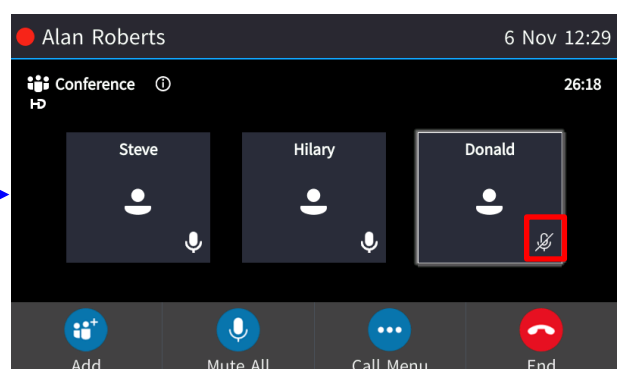 Alan Roberts 6 Nov 12:29
Conference 26:18
HD
Steve Hilary Donald
Add Mute All Call Menu End